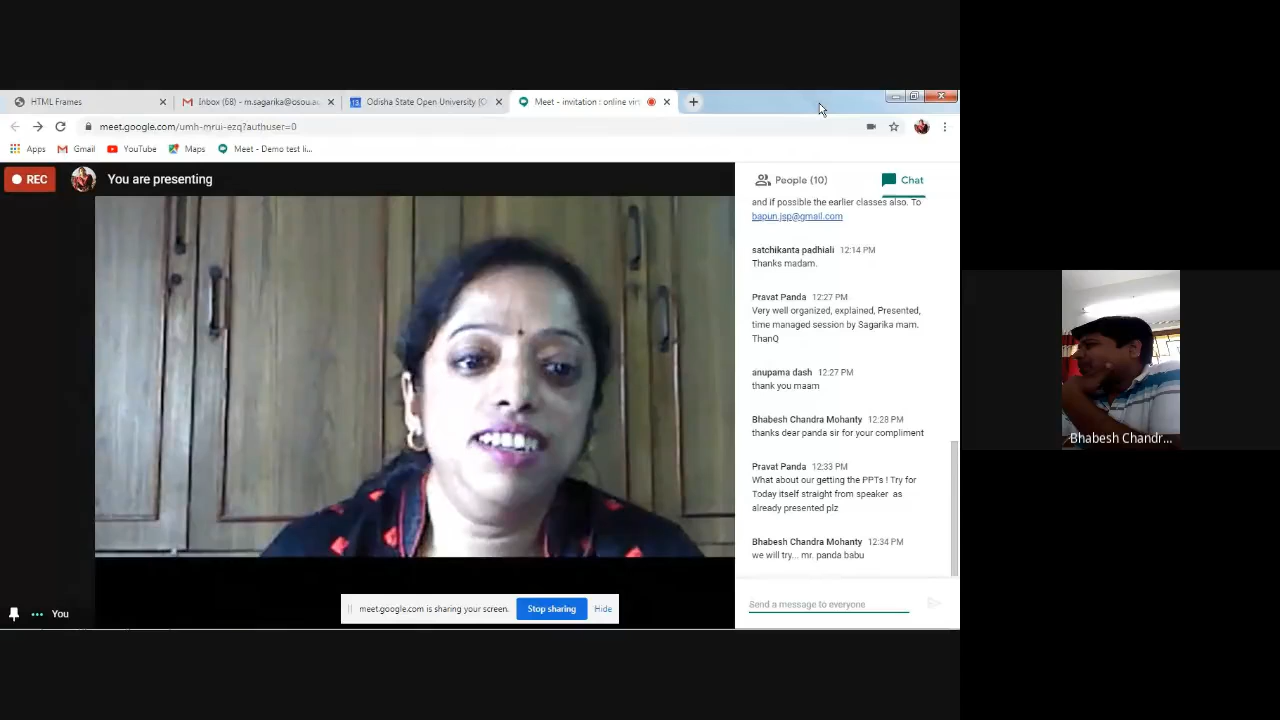 HTML Frames
Inbox (68) - m.sagarika@osou.ac
Odisha State Open University (O
Meet - invitation : online virt
meet.google.com/umh-mrui-ezq?authuser=0
Apps
Gmail
YouTube
Maps
Meet - Demo test li...
REC
You are presenting
People (10)
Chat
and if possible the earlier classes also. To
bapun.jsp@gmail.com
satchikanta padhiali 12:14 PM
Thanks madam.
Pravat Panda 12:27 PM
Very well organized, explained, Presented,
time managed session by Sagarika mam.
ThanQ
anupama dash 12:27 PM
thank you maam
Bhabesh Chandra Mohanty 12:28 PM
thanks dear panda sir for your compliment
Pravat Panda 12:33 PM
What about our getting the PPTs ! Try for
Today itself straight from speaker as
already presented plz
Bhabesh Chandra Mohanty 12:34 PM
we will try... mr. panda babu
Send a message to everyone
meet.google.com is sharing your screen.
Stop sharing
Hide
You
Bhabesh Chandr...